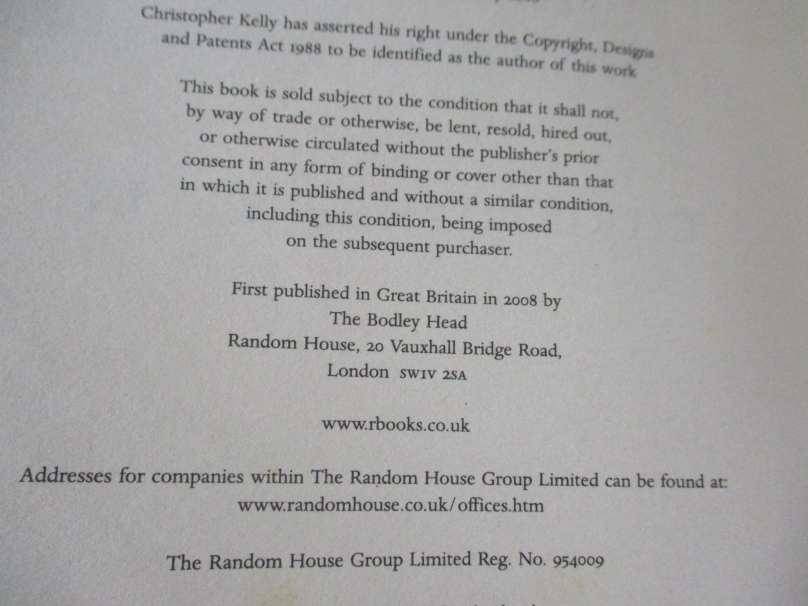 Christopher Kelly has asserted his right under the Copyright, Designs
and Patents Act 1988 to be identified as the author of this work
This book is sold subject to the condition that it shall not,
by way of trade or otherwise, be lent, resold, hired out,
or otherwise circulated without the publisher's prior
consent in any form of binding or cover other than that
in which it is published and without a similar condition,
including this condition, being imposed
on the subsequent purchaser.
First published in Great Britain in 2008 by
The Bodley Head
Random House, 20 Vauxhall Bridge Road,
London SW1V 2SA
www.rbooks.co.uk
Addresses for companies within The Random House Group Limited can be found at:
www.randomhouse.co.uk/offices.htm
The Random House Group Limited Reg. No. 954009